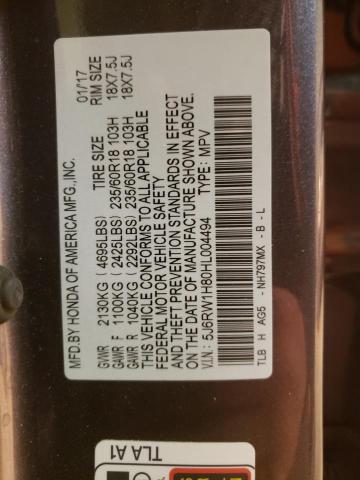 MFD.BY HONDA OF AMERICA MFG.,INC. 01/17
TIRE SIZE RIM SIZE
GVWR 2130KG (4695LBS)
GAWR F 1100KG (2425LBS) 235/60R18 103H 18X7.5J
GAWR R 1040KG (2292LBS) 235/60R18 103H 18X7.5J
THIS VEHICLE CONFORMS TO ALL APPLICABLE
FEDERAL MOTOR VEHICLE SAFETY
AND THEFT PREVENTION STANDARDS IN EFFECT
ON THE DATE OF MANUFACTURE SHOWN ABOVE.
V.I.N.: 5J6RW1H80HL004494 TYPE: MPV
TLB H AG5 - NH797MX - B - L
TLA A1